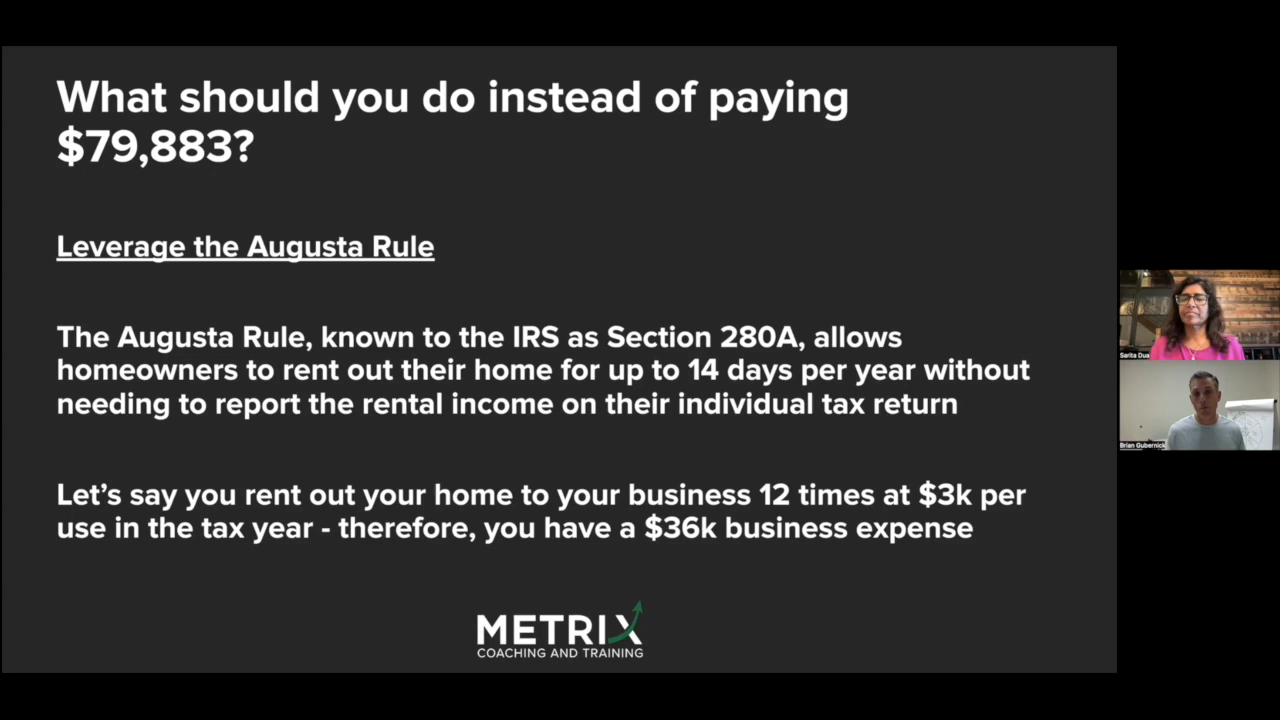 What should you do instead of paying
$79,883?
Leverage the Augusta Rule
The Augusta Rule, known to the IRS as Section 280A, allows
homeowners to rent out their home for up to 14 days per year without
needing to report the rental income on their individual tax return
Let’s say you rent out your home to your business 12 times at $3k per
use in the tax year - therefore, you have a $36k business expense
METRIX
COACHING AND TRAINING
Sarita Dua
Brian Gubernick